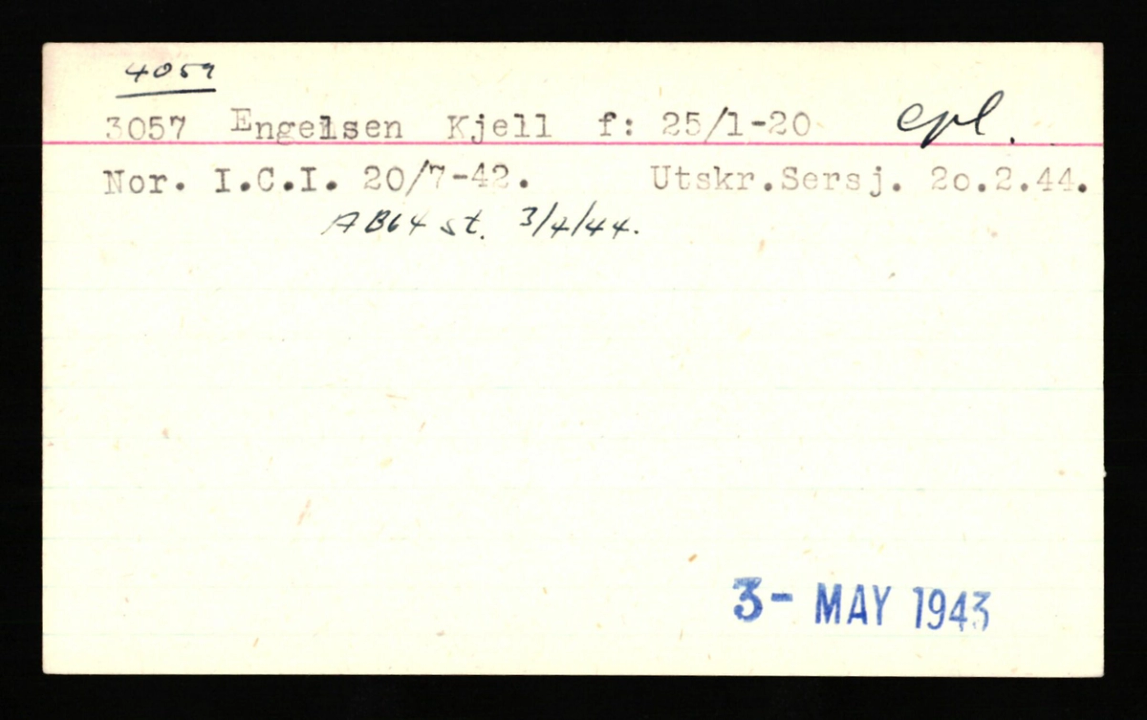 4059
3057 Engelsen Kjell f: 25/1-20 cpl.
Nor. I.C.I. 20/7-42. Utskr.Sersj. 2o.2.44.
AB64 st. 3/4/44.
3- MAY 1943